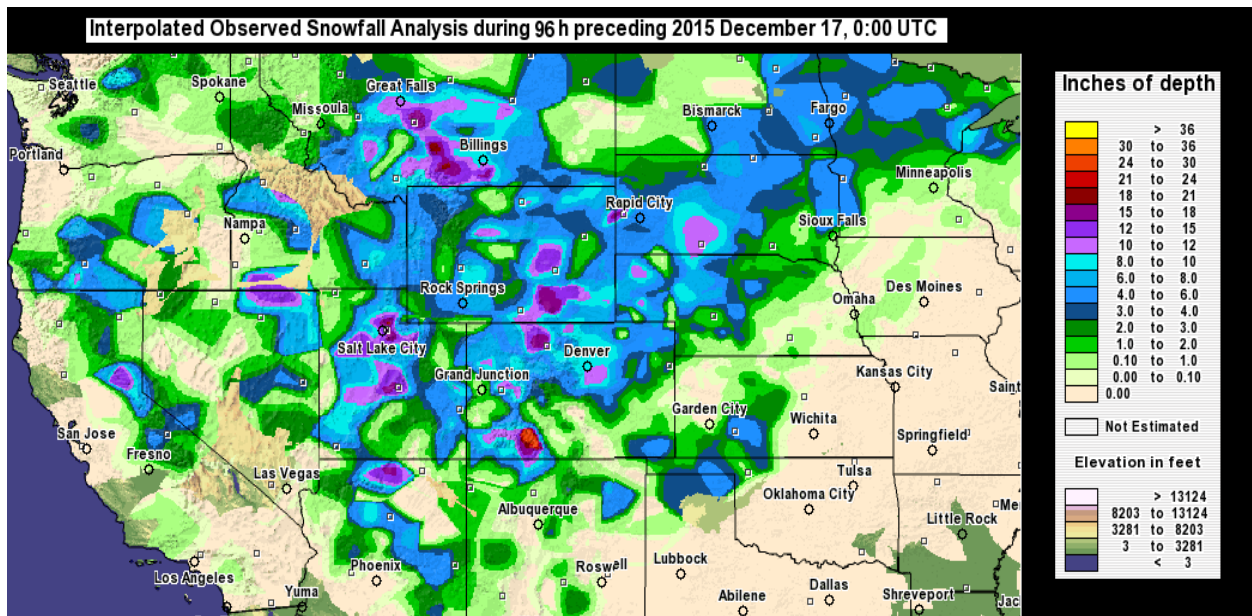 Interpolated Observed Snowfall Analysis during 96 h preceding 2015 December 17, 0:00 UTC
Seattle
Spokane
Great Falls
Missoula
Bismarck
Fargo
Portland
Billings
Minneapolis
Nampa
Rapid City
Sioux Falls
Rock Springs
Des Moines
Omaha
Salt Lake City
Denver
Grand Junction
Kansas City
Saint
Garden City
Wichita
San Jose
Fresno
Springfield
Las Vegas
Tulsa
Oklahoma City
Albuquerque
Little Rock
Me
Los Angeles
Phoenix
Roswell
Lubbock
Yuma
Abilene
Dallas
Shreveport
Jac
Inches of depth
> 36
30 to 36
24 to 30
21 to 24
18 to 21
15 to 18
12 to 15
10 to 12
8.0 to 10
6.0 to 8.0
4.0 to 6.0
3.0 to 4.0
2.0 to 3.0
1.0 to 2.0
0.10 to 1.0
0.00 to 0.10
0.00
Not Estimated
Elevation in feet
> 13124
8203 to 13124
3281 to 8203
3 to 3281
< 3